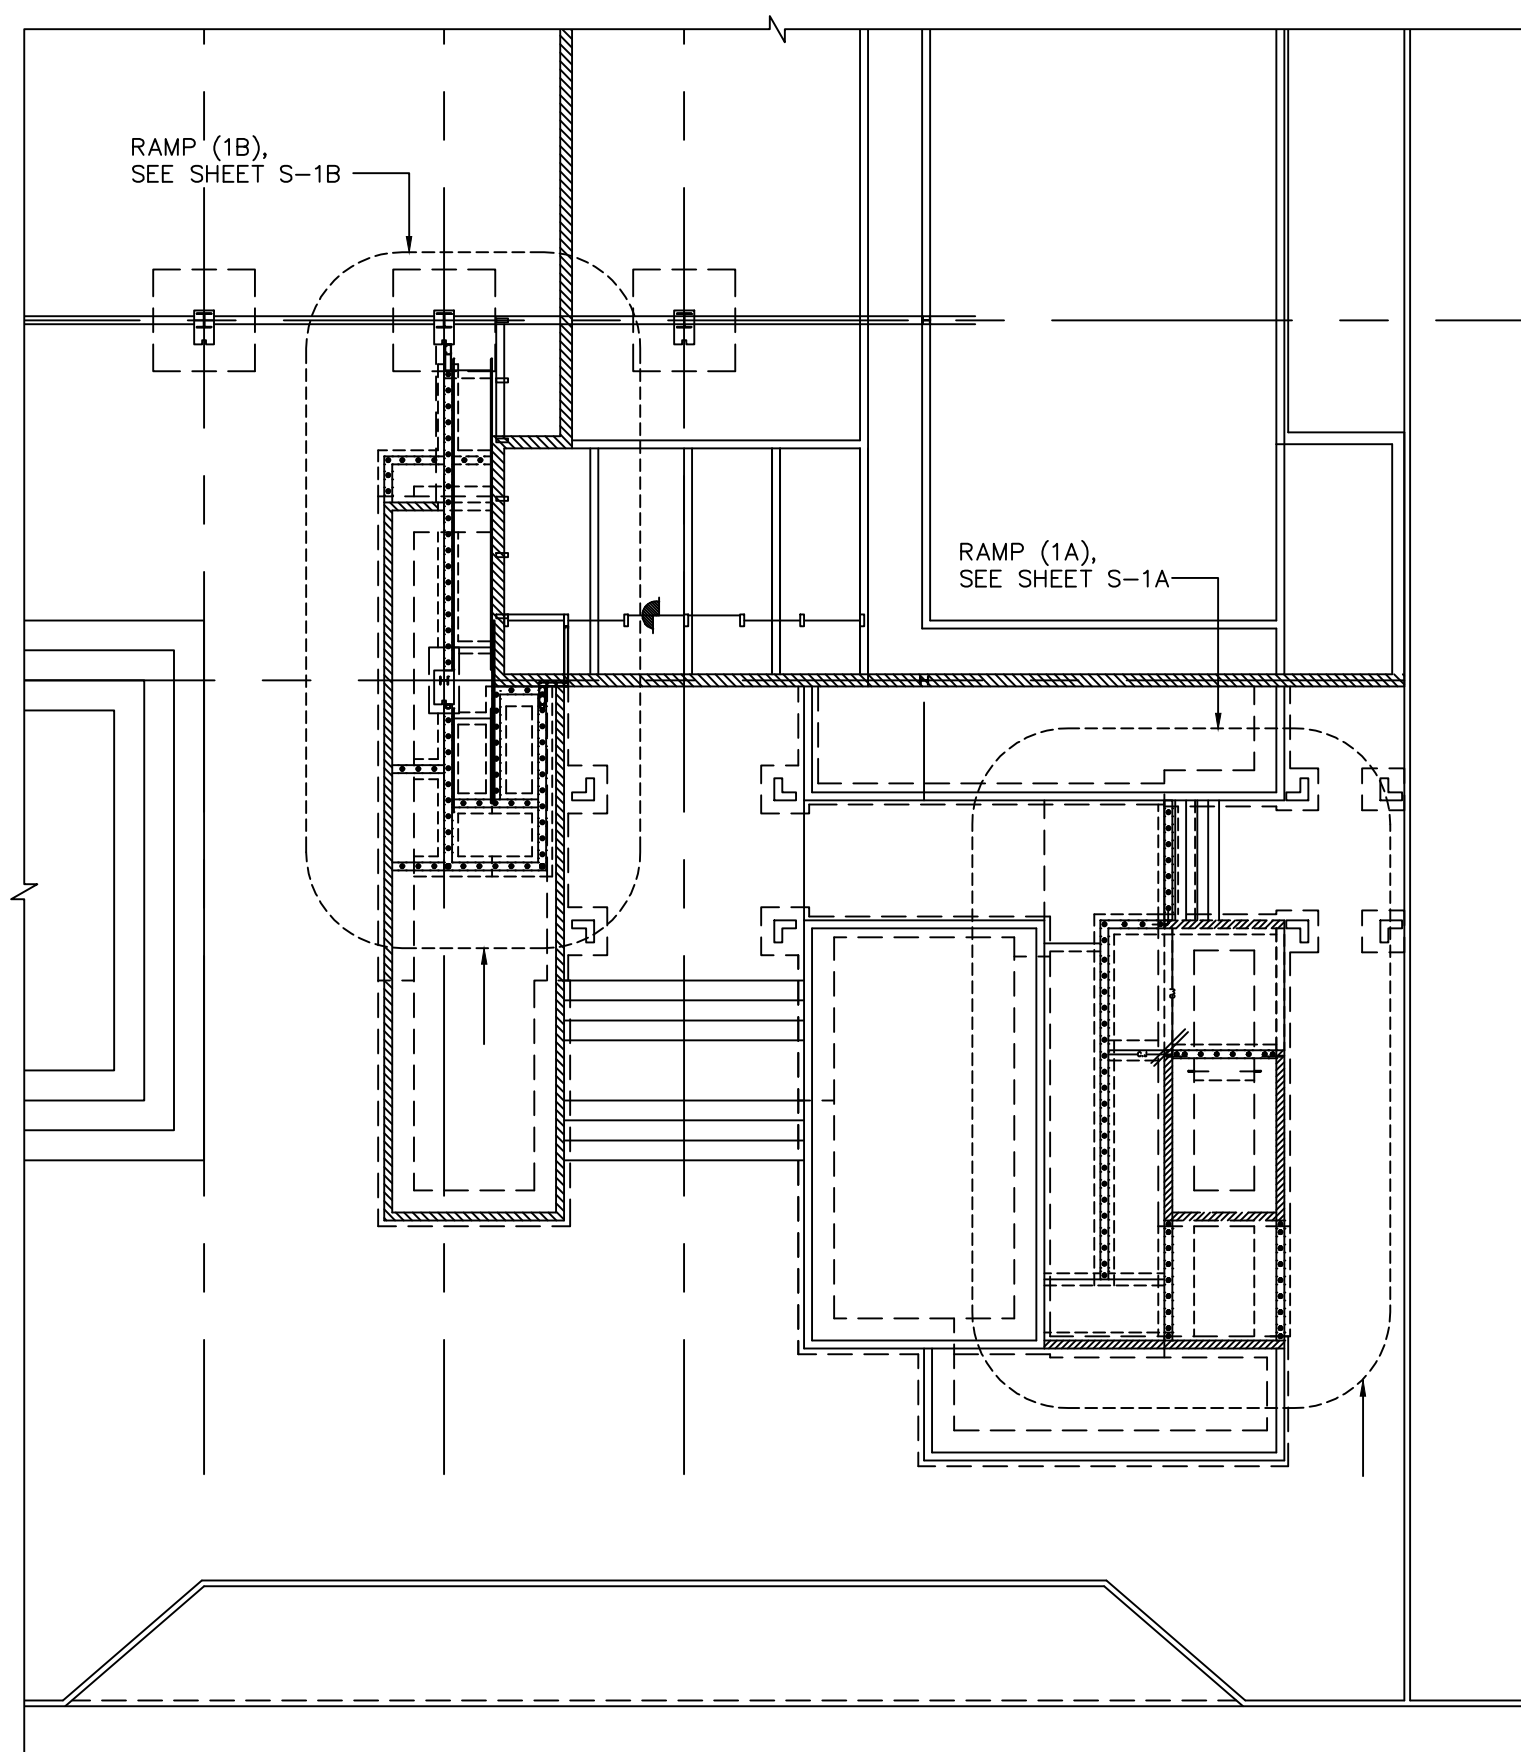 RAMP (1B),
SEE SHEET S-1B
RAMP (1A),
SEE SHEET S-1A